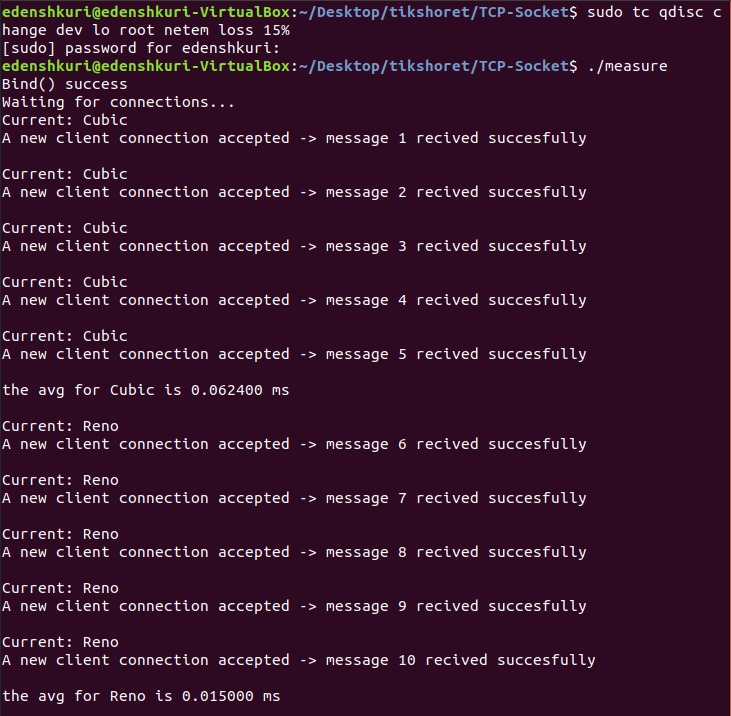 edenshkuri@edenshkuri-VirtualBox:~/Desktop/tikshoret/TCP-Socket$ sudo tc qdisc c
hange dev lo root netem loss 15%
[sudo] password for edenshkuri:
edenshkuri@edenshkuri-VirtualBox:~/Desktop/tikshoret/TCP-Socket$ ./measure
Bind() success
Waiting for connections...
Current: Cubic
A new client connection accepted -> message 1 recived succesfully
Current: Cubic
A new client connection accepted -> message 2 recived succesfully
Current: Cubic
A new client connection accepted -> message 3 recived succesfully
Current: Cubic
A new client connection accepted -> message 4 recived succesfully
Current: Cubic
A new client connection accepted -> message 5 recived succesfully
the avg for Cubic is 0.062400 ms
Current: Reno
A new client connection accepted -> message 6 recived succesfully
Current: Reno
A new client connection accepted -> message 7 recived succesfully
Current: Reno
A new client connection accepted -> message 8 recived succesfully
Current: Reno
A new client connection accepted -> message 9 recived succesfully
Current: Reno
A new client connection accepted -> message 10 recived succesfully
the avg for Reno is 0.015000 ms